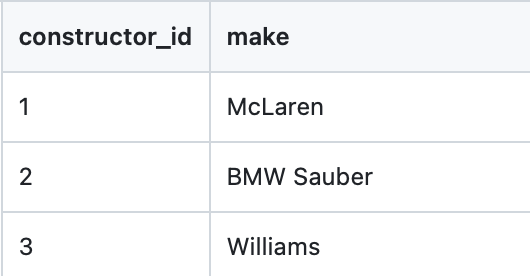 constructor_id make
1 McLaren
2 BMW Sauber
3 Williams